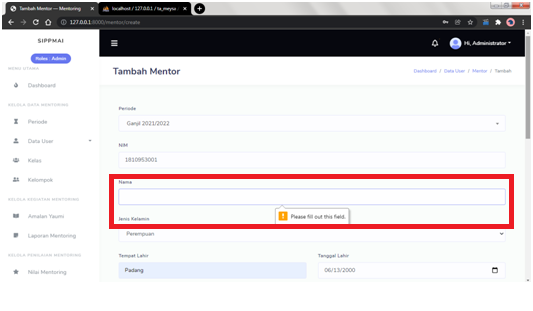 Tambah Mentor — Mentoring
localhost / 127.0.0.1 / ta_meysx
127.0.0.1:8000/mentor/create
SIPPMAI
Hi, Administrator
Roles : Admin
Tambah Mentor
Dashboard / Data User / Mentor / Tambah
MENU UTAMA
Dashboard
KELOLA DATA MENTORING
Periode
Data User
Kelas
Kelompok
KELOLA KEGIATAN MENTORING
Amalan Yaumi
Laporan Mentoring
KELOLA PENILAIAN MENTORING
Nilai Mentoring
Periode
Ganjil 2021/2022
NIM
1810953001
Nama
Please fill out this field.
Jenis Kelamin
Perempuan
Tempat Lahir
Tanggal Lahir
Padang
06/13/2000